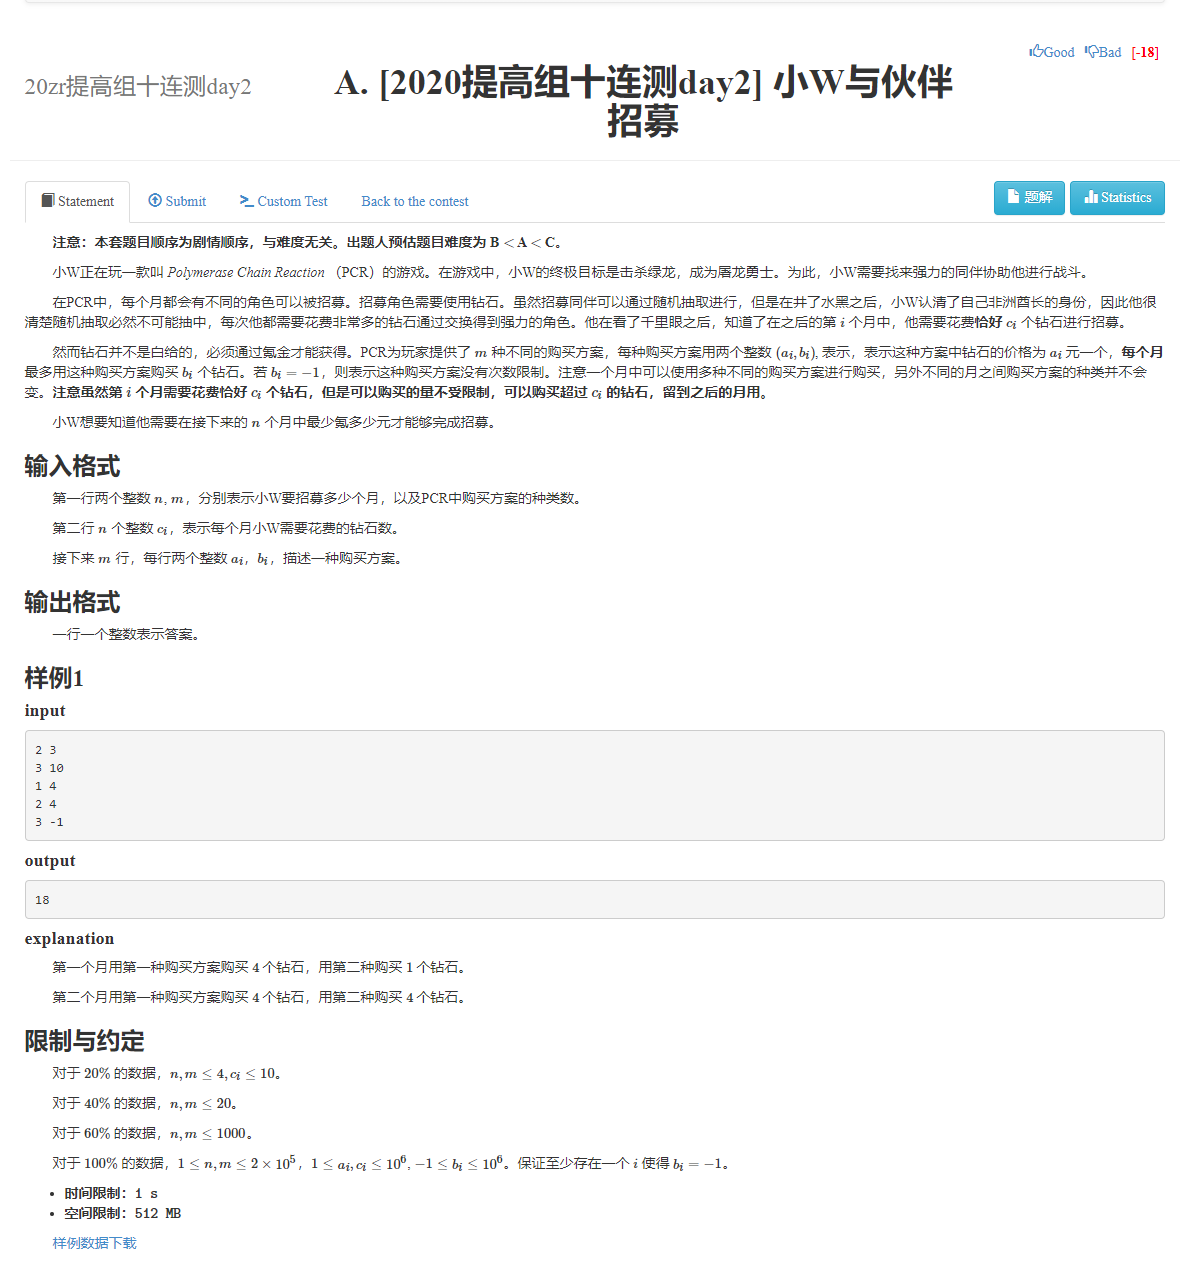 Good Bad [-18]
20zr提高组十连测day2
A. [2020提高组十连测day2] 小W与伙伴
招募
Statement Submit Custom Test Back to the contest 题解 Statistics
注意：本套题目顺序为剧情顺序，与难度无关。出题人预估题目难度为 B < A < C。
小W正在玩一款叫 Polymerase Chain Reaction （PCR）的游戏。在游戏中，小W的终极目标是击杀绿龙，成为屠龙勇士。为此，小W需要找来强力的同伴协助他进行战斗。
在PCR中，每个月都会有不同的角色可以被招募。招募角色需要使用钻石。虽然招募同伴可以通过随机抽取进行，但是在井了水黑之后，小W认清了自己非洲酋长的身份，因此他很
清楚随机抽取必然不可能抽中，每次他都需要花费非常多的钻石通过交换得到强力的角色。他在看了千里眼之后，知道了在之后的第 i 个月中，他需要花费恰好 c_i 个钻石进行招募。
然而钻石并不是白给的，必须通过氪金才能获得。PCR为玩家提供了 m 种不同的购买方案，每种购买方案用两个整数 (a_i, b_i), 表示，表示这种方案中钻石的价格为 a_i 元一个，每个月
最多用这种购买方案购买 b_i 个钻石。若 b_i = −1，则表示这种购买方案没有次数限制。注意一个月中可以使用多种不同的购买方案进行购买，另外不同的月之间购买方案的种类并不会
变。注意虽然第 i 个月需要花费恰好 c_i 个钻石，但是可以购买的量不受限制，可以购买超过 c_i 的钻石，留到之后的月用。
小W想要知道他需要在接下来的 n 个月中最少氪多少元才能够完成招募。
输入格式
第一行两个整数 n, m，分别表示小W要招募多少个月，以及PCR中购买方案的种类数。
第二行 n 个整数 c_i，表示每个月小W需要花费的钻石数。
接下来 m 行，每行两个整数 a_i，b_i，描述一种购买方案。
输出格式
一行一个整数表示答案。
样例1
input
2 3
3 10
1 4
2 4
3 -1
output
18
explanation
第一个月用第一种购买方案购买 4 个钻石，用第二种购买 1 个钻石。
第二个月用第一种购买方案购买 4 个钻石，用第二种购买 4 个钻石。
限制与约定
对于 20% 的数据，n, m ≤ 4, c_i ≤ 10。
对于 40% 的数据，n, m ≤ 20。
对于 60% 的数据，n, m ≤ 1000。
对于 100% 的数据，1 ≤ n, m ≤ 2 × 10^5，1 ≤ a_i, c_i ≤ 10^6, −1 ≤ b_i ≤ 10^6。保证至少存在一个 i 使得 b_i = −1。
• 时间限制：1 s
• 空间限制：512 MB
样例数据下载